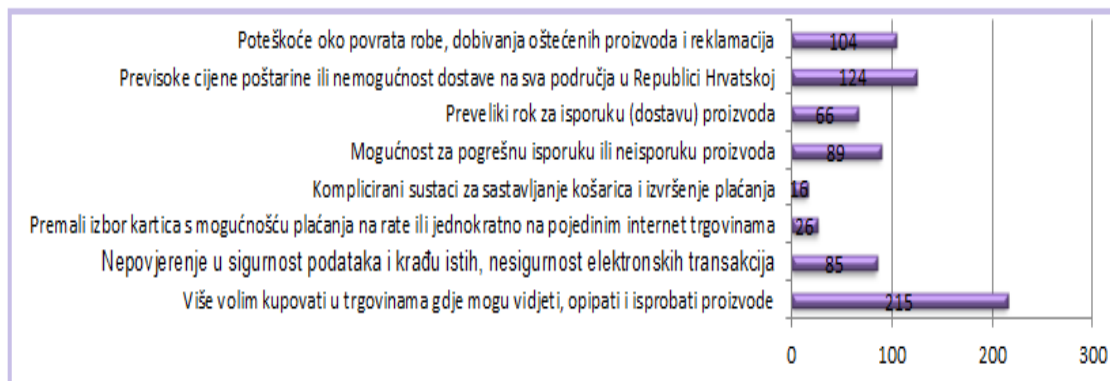 Poteškoće oko povrata robe, dobivanja oštećenih proizvoda i reklamacija
104
Previsoke cijene poštarine ili nemogućnost dostave na sva područja u Republici Hrvatskoj
124
Preveliki rok za isporuku (dostavu) proizvoda
66
Mogućnost za pogrešnu isporuku ili neisporuku proizvoda
89
Komplicirani sustaci za sastavljanje košarica i izvršenje plaćanja
16
Premali izbor kartica s mogućnošću plaćanja na rate ili jednokratno na pojedinim internet trgovinama
26
Nepovjerenje u sigurnost podataka i krađu istih, nesigurnost elektronskih transakcija
85
Više volim kupovati u trgovinama gdje mogu vidjeti, opipati i isprobati proizvode
215
0 100 200 300